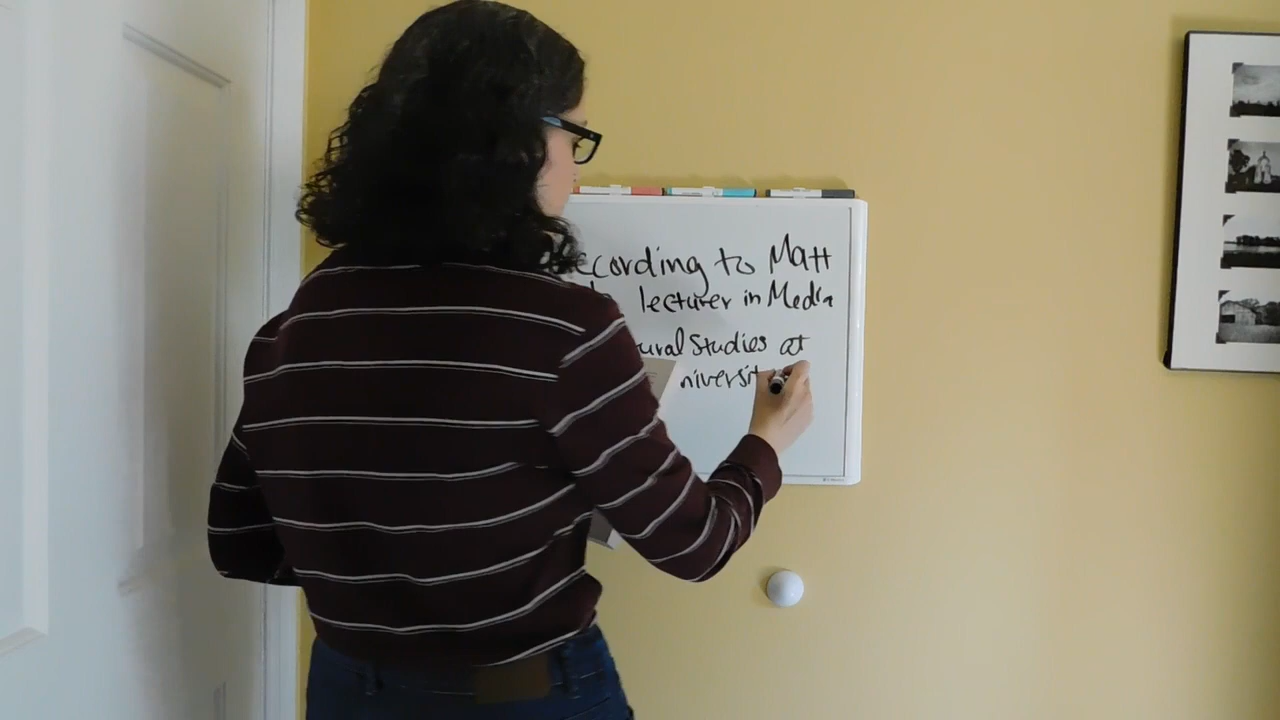 ccording to Matt
lecturer in Media
ural Studies at
niversit